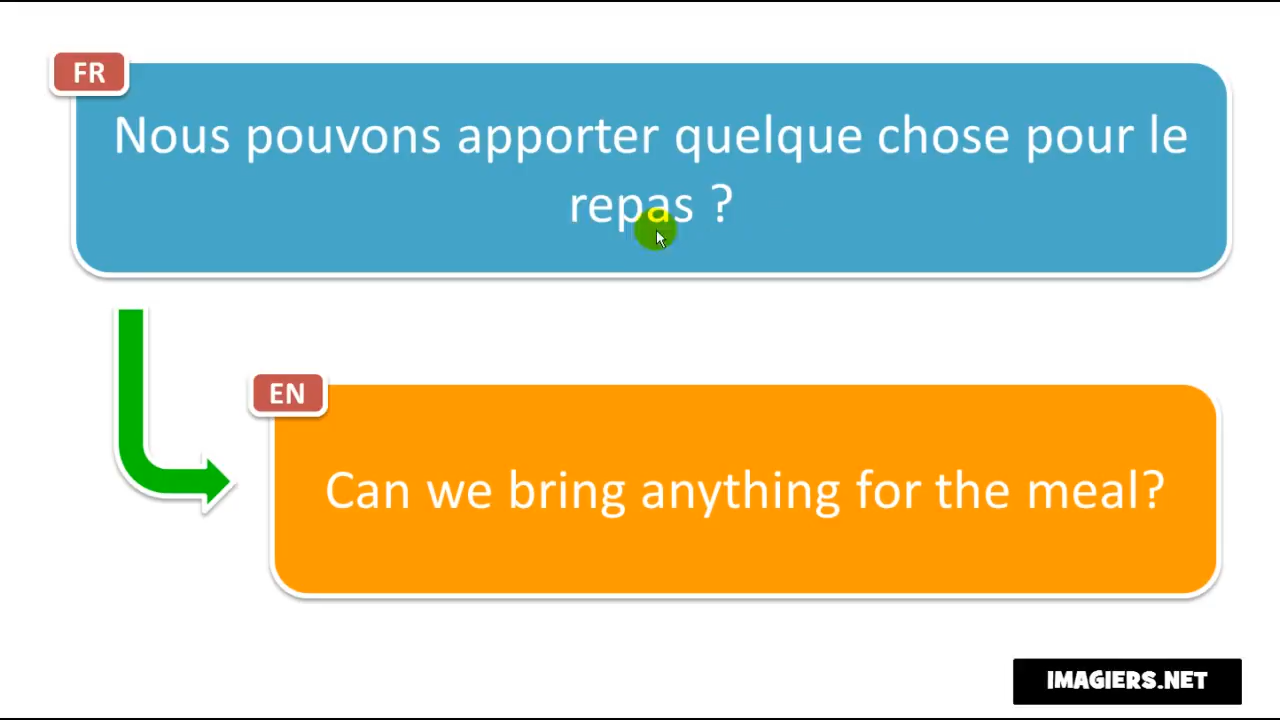 FR
Nous pouvons apporter quelque chose pour le
repas ?
EN
Can we bring anything for the meal?
IMAGIERS.NET